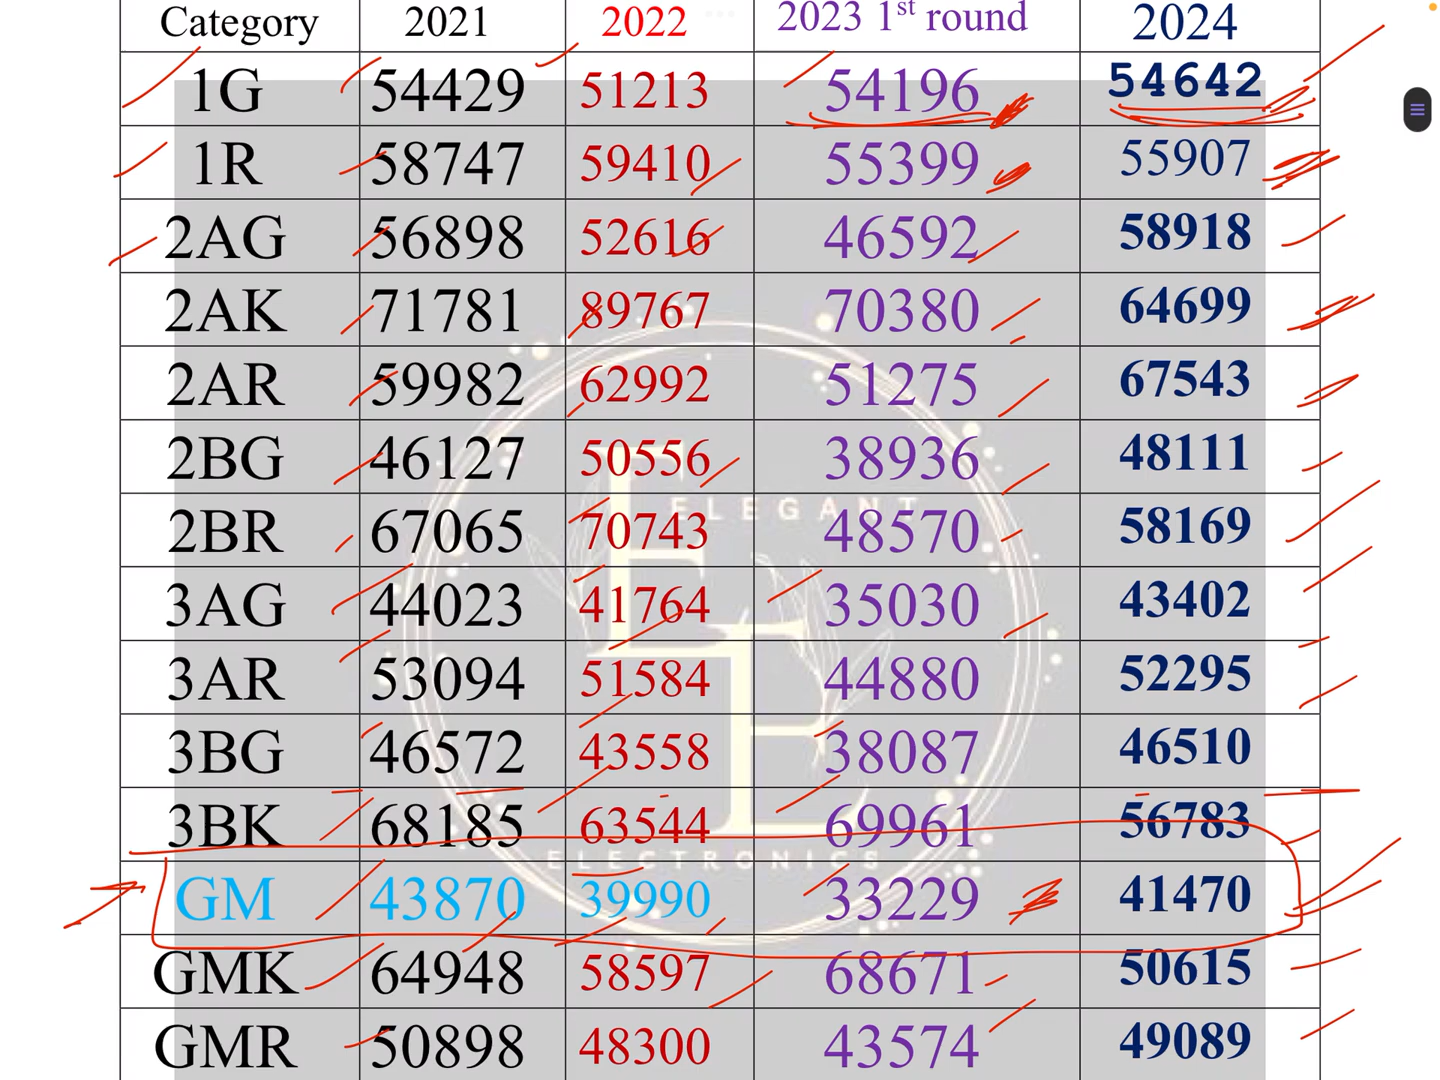 Category 2021 2022 2023 1st round 2024
1G 54429 51213 54196 54642
1R 58747 59410 55399 55907
2AG 56898 52616 46592 58918
2AK 71781 89767 70380 64699
2AR 59982 62992 51275 67543
2BG 46127 50556 38936 48111
ELEGANT
2BR 67065 70743 48570 58169
3AG 44023 41764 35030 43402
3AR 53094 51584 44880 52295
3BG 46572 43558 38087 46510
3BK 68185 63544 69961 56783
ELECTRONICS
GM 43870 39990 33229 41470
GMK 64948 58597 68671 50615
GMR 50898 48300 43574 49089